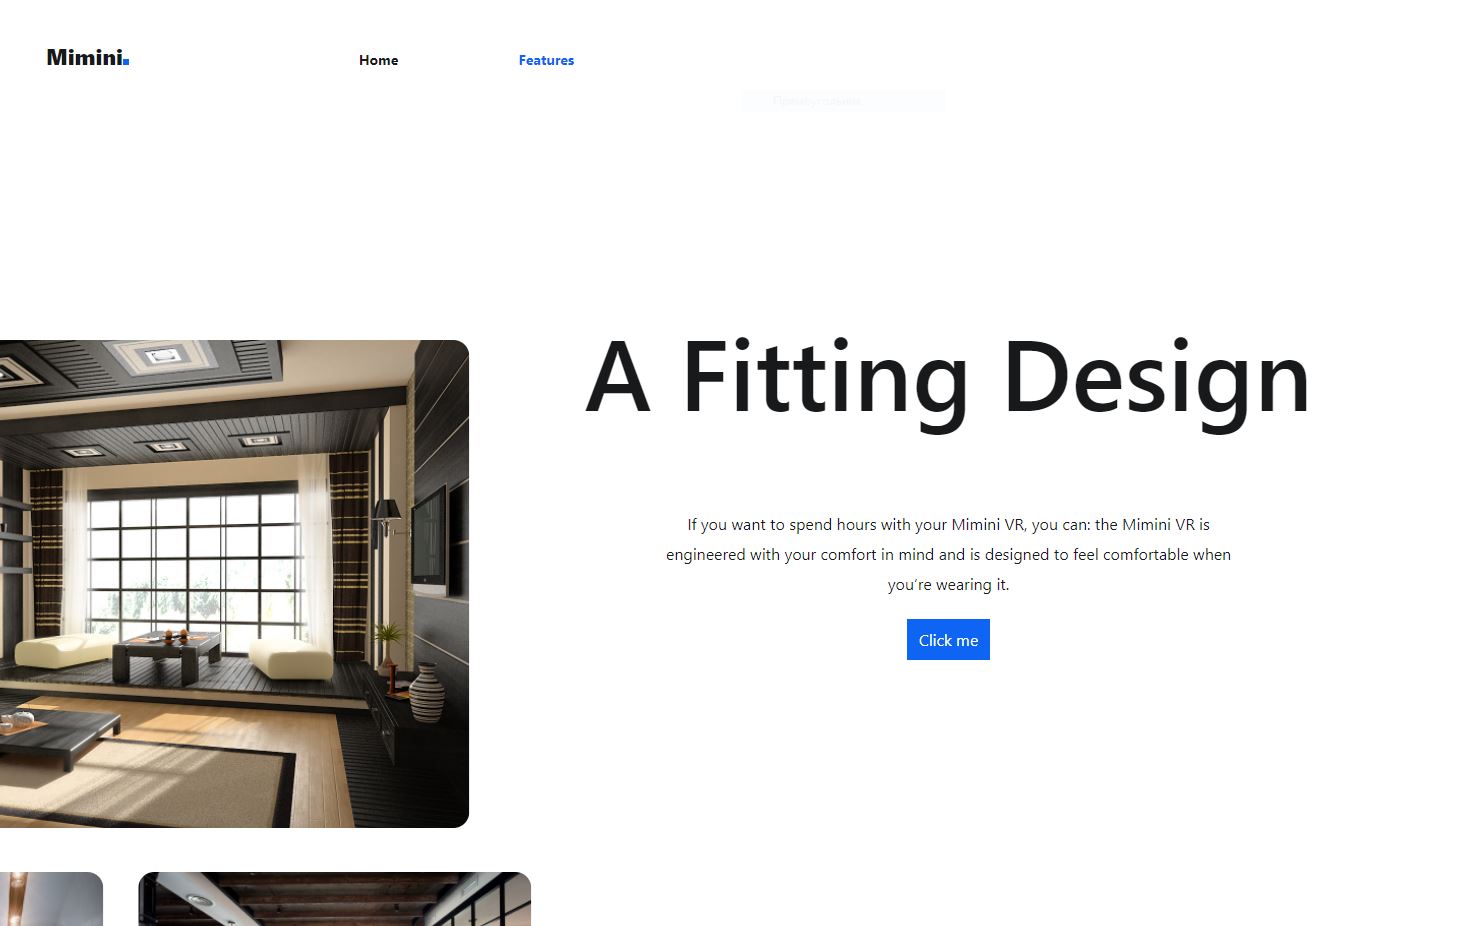 Mimini.
Home
Features
Прямоугольник
A Fitting Design
If you want to spend hours with your Mimini VR, you can: the Mimini VR is
engineered with your comfort in mind and is designed to feel comfortable when
you’re wearing it.
Click me